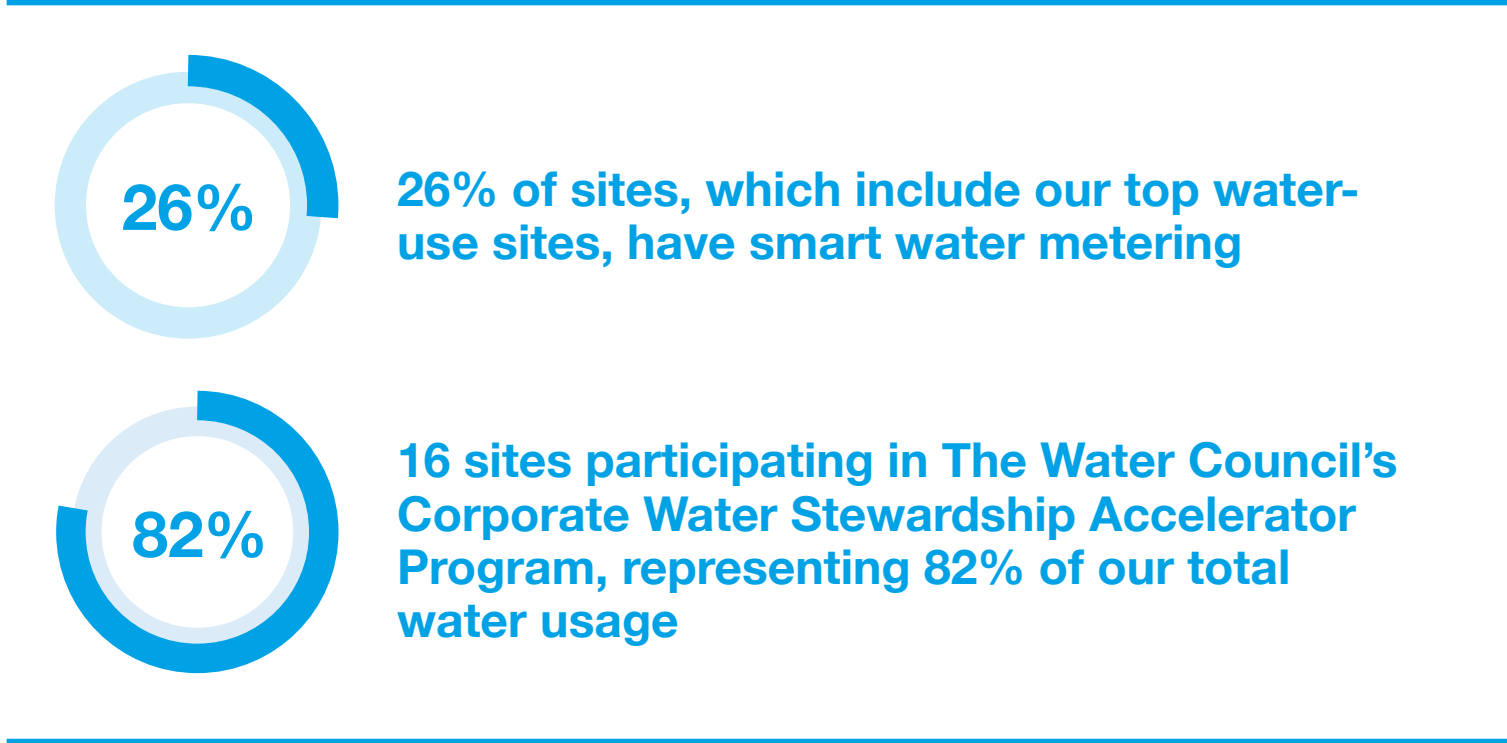 26%
26% of sites, which include our top water-
use sites, have smart water metering
82%
16 sites participating in The Water Council’s
Corporate Water Stewardship Accelerator
Program, representing 82% of our total
water usage